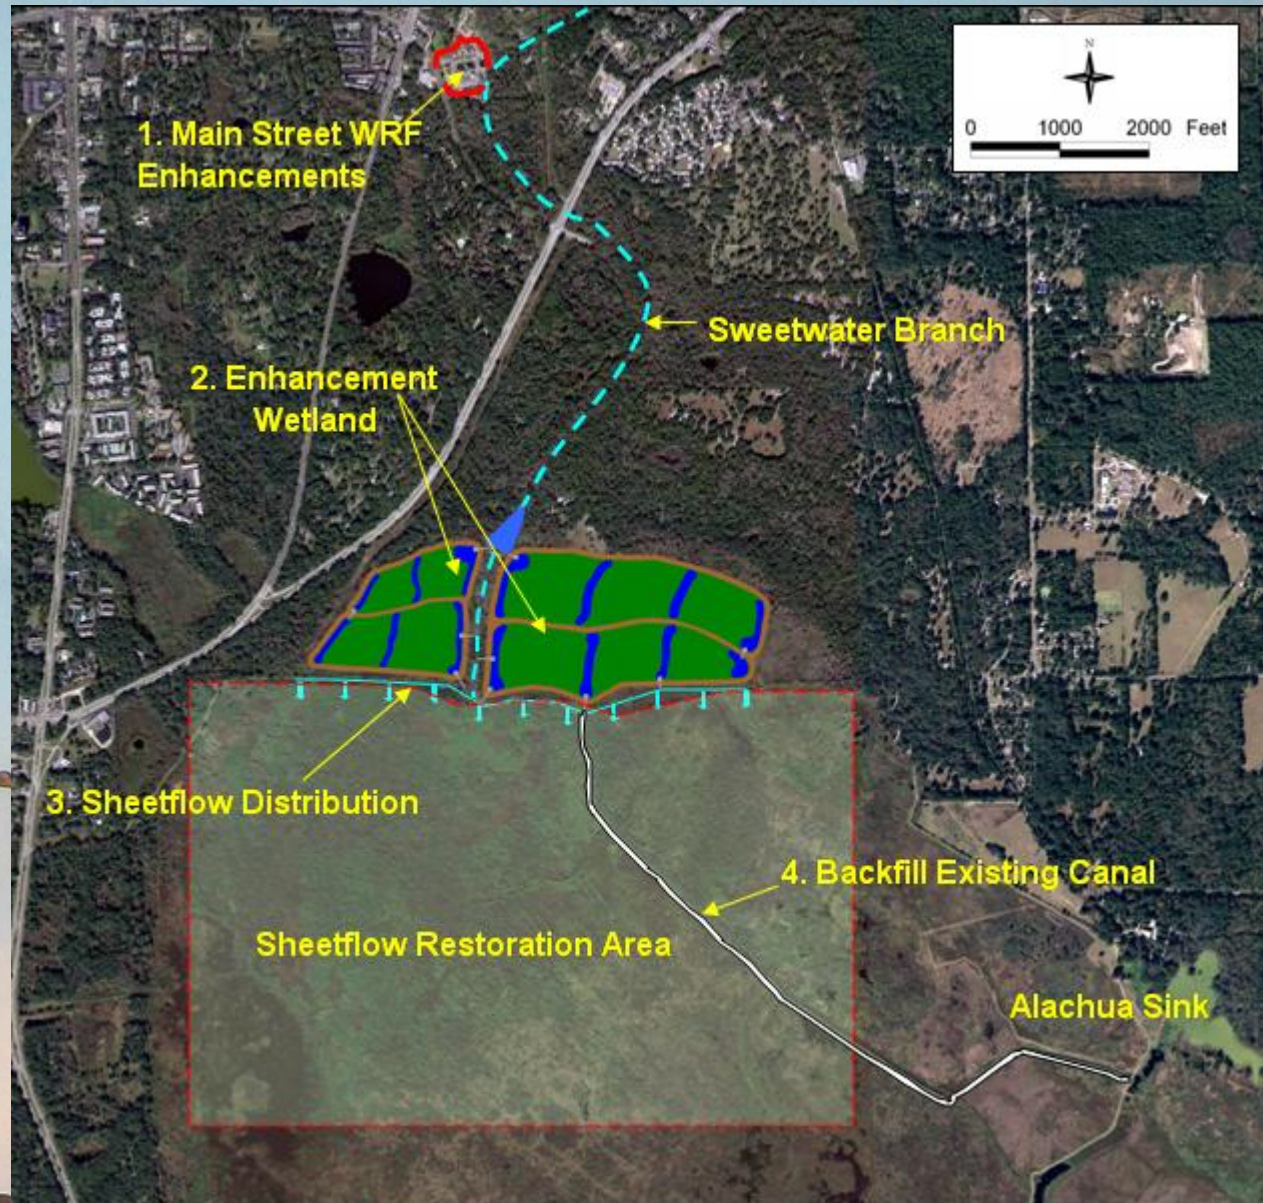 N
0 1000 2000 Feet
1. Main Street WRF
Enhancements
Sweetwater Branch
2. Enhancement
Wetland
3. Sheetflow Distribution
4. Backfill Existing Canal
Sheetflow Restoration Area
Alachua Sink